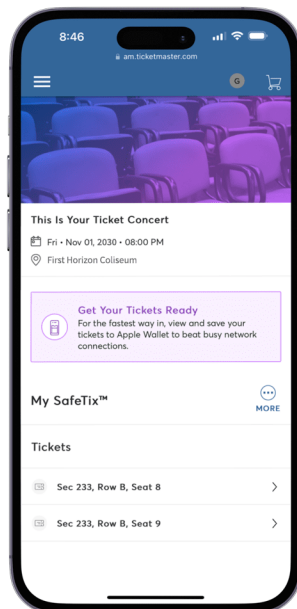 8:46
am.ticketmaster.com
G
This Is Your Ticket Concert
Fri • Nov 01, 2030 • 08:00 PM
First Horizon Coliseum
Get Your Tickets Ready
For the fastest way in, view and save your
tickets to Apple Wallet to beat busy network
connections.
My SafeTix™
MORE
Tickets
Sec 233, Row B, Seat 8
Sec 233, Row B, Seat 9